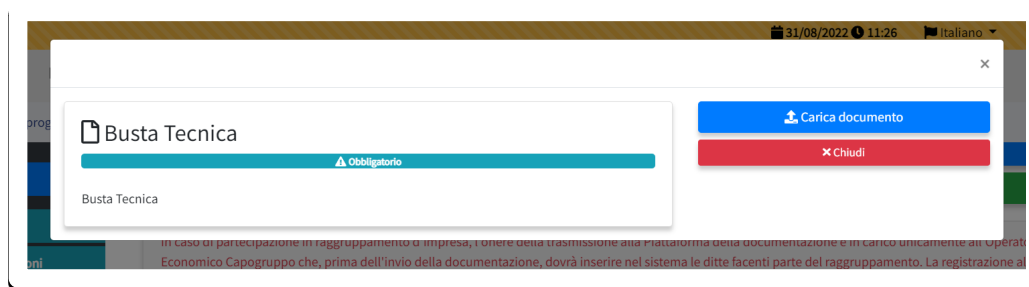 31/08/2022 11:26 Italiano
×
prog
Busta Tecnica
Carica documento
Obbligatorio
Chiudi
Busta Tecnica
In caso di partecipazione in raggruppamento d'impresa, l'onere della trasmissione alla Piattaforma della documentazione è in carico unicamente all'Operato
oni
Economico Capogruppo che, prima dell'invio della documentazione, dovrà inserire nel sistema le ditte facenti parte del raggruppamento. La registrazione al